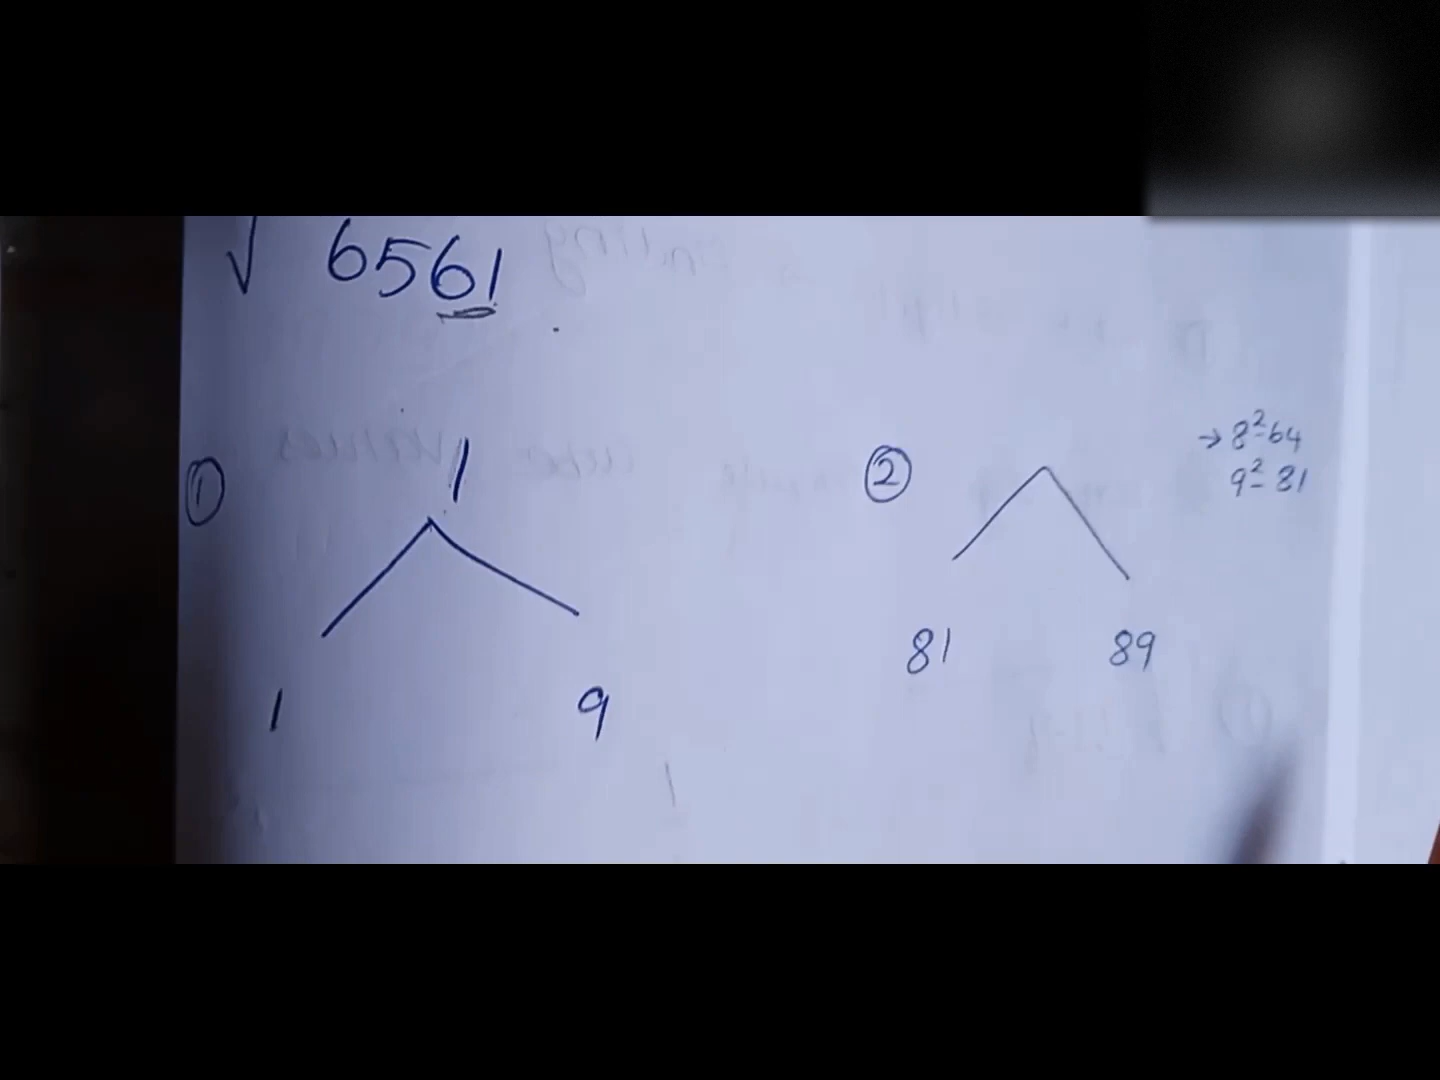 √ 6561
① 1
1 9
② → 8² - 64
9² - 81
81 89